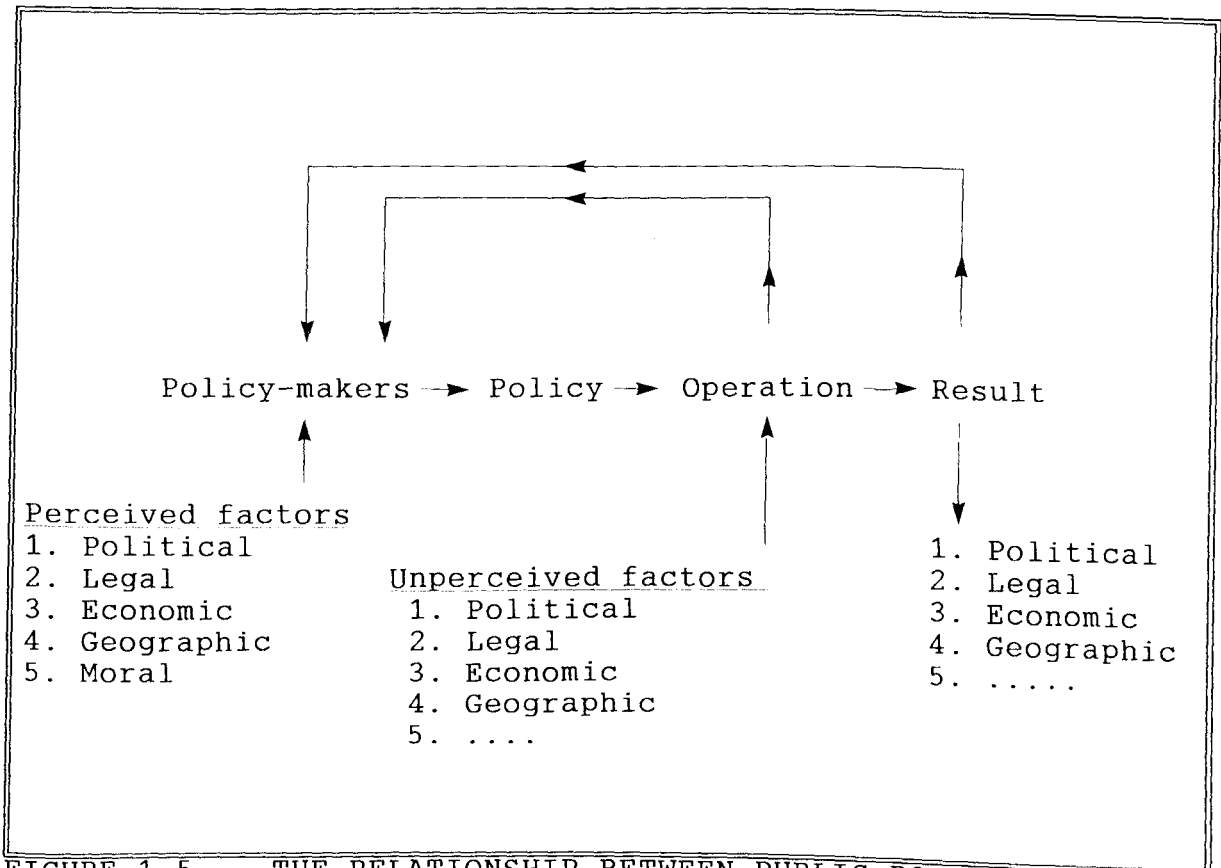 Policy-makers → Policy → Operation → Result
Perceived factors
1. Political
2. Legal
3. Economic
4. Geographic
5. Moral
Unperceived factors
1. Political
2. Legal
3. Economic
4. Geographic
5. ....
1. Political
2. Legal
3. Economic
4. Geographic
5. .....
FIGURE 1.5 THE RELATIONSHIP BETWEEN PUBLIC